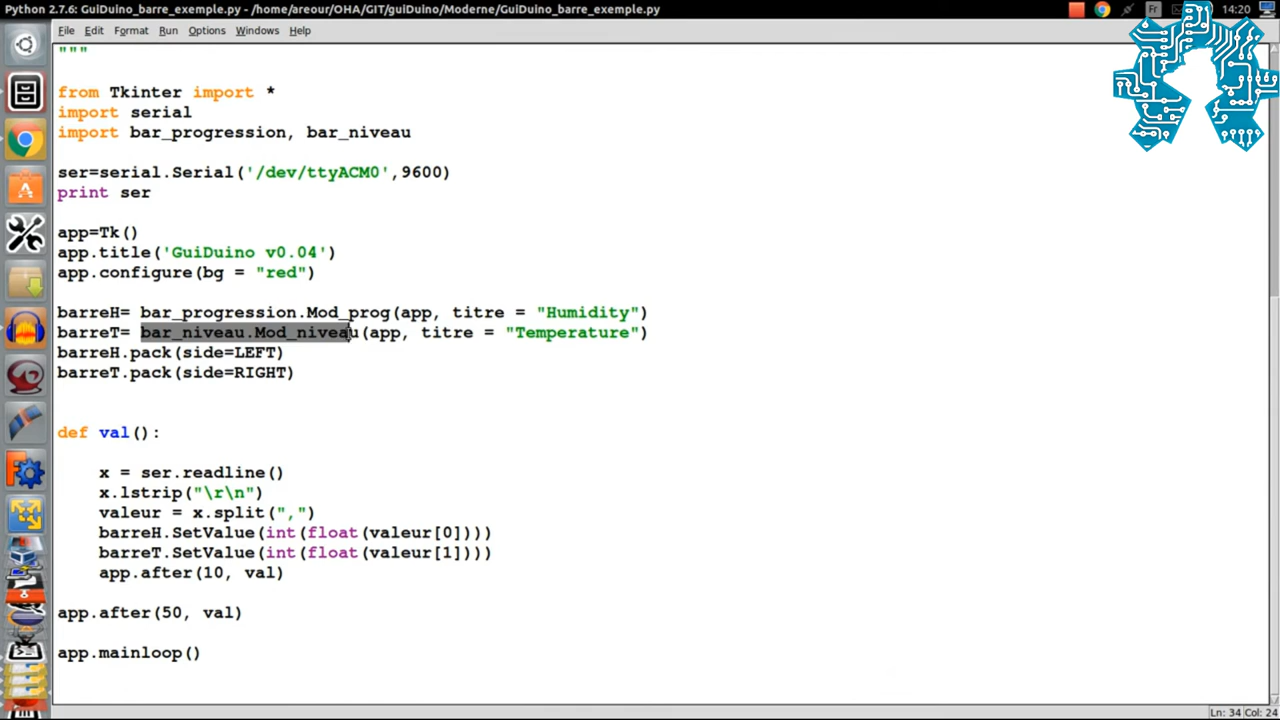 Python 2.7.6: GuiDuino_barre_exemple.py - /home/areour/OHA/GIT/guiDuino/Moderne/GuiDuino_barre_exemple.py
Fr
14:20
File Edit Format Run Options Windows Help
"""
from Tkinter import *
import serial
import bar_progression, bar_niveau
ser=serial.Serial('/dev/ttyACM0',9600)
print ser
app=Tk()
app.title('GuiDuino v0.04')
app.configure(bg = "red")
barreH= bar_progression.Mod_prog(app, titre = "Humidity")
barreT= bar_niveau.Mod_niveau(app, titre = "Temperature")
barreH.pack(side=LEFT)
barreT.pack(side=RIGHT)
def val():
x = ser.readline()
x.lstrip("\r\n")
valeur = x.split(",")
barreH.SetValue(int(float(valeur[0])))
barreT.SetValue(int(float(valeur[1])))
app.after(10, val)
app.after(50, val)
app.mainloop()
Ln: 34 Col: 24